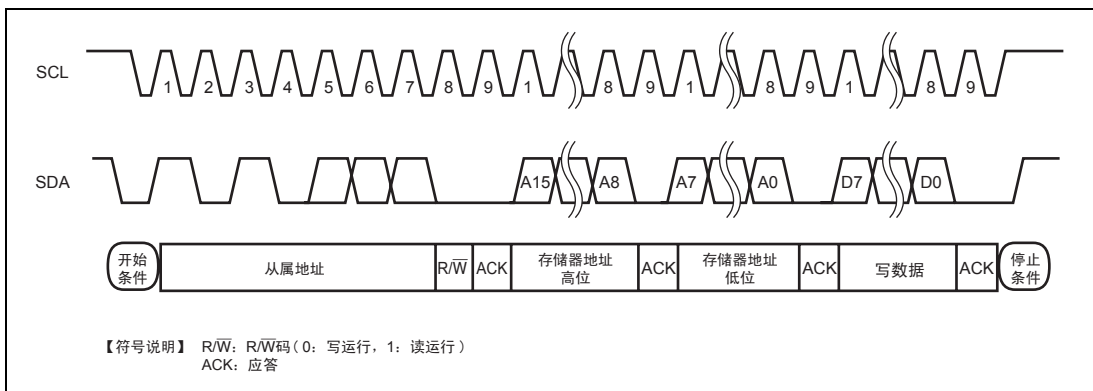 SCL
1 2 3 4 5 6 7 8 9 1 8 9 1 8 9 1 8 9
SDA
A15 A8 A7 A0 D7 D0
开始
条件
从属地址
R/W̅
ACK
存储器地址
高位
ACK
存储器地址
低位
ACK
写数据
ACK
停止
条件
【符号说明】 R/W̅：R/W̅码（0：写运行，1：读运行）
ACK：应答